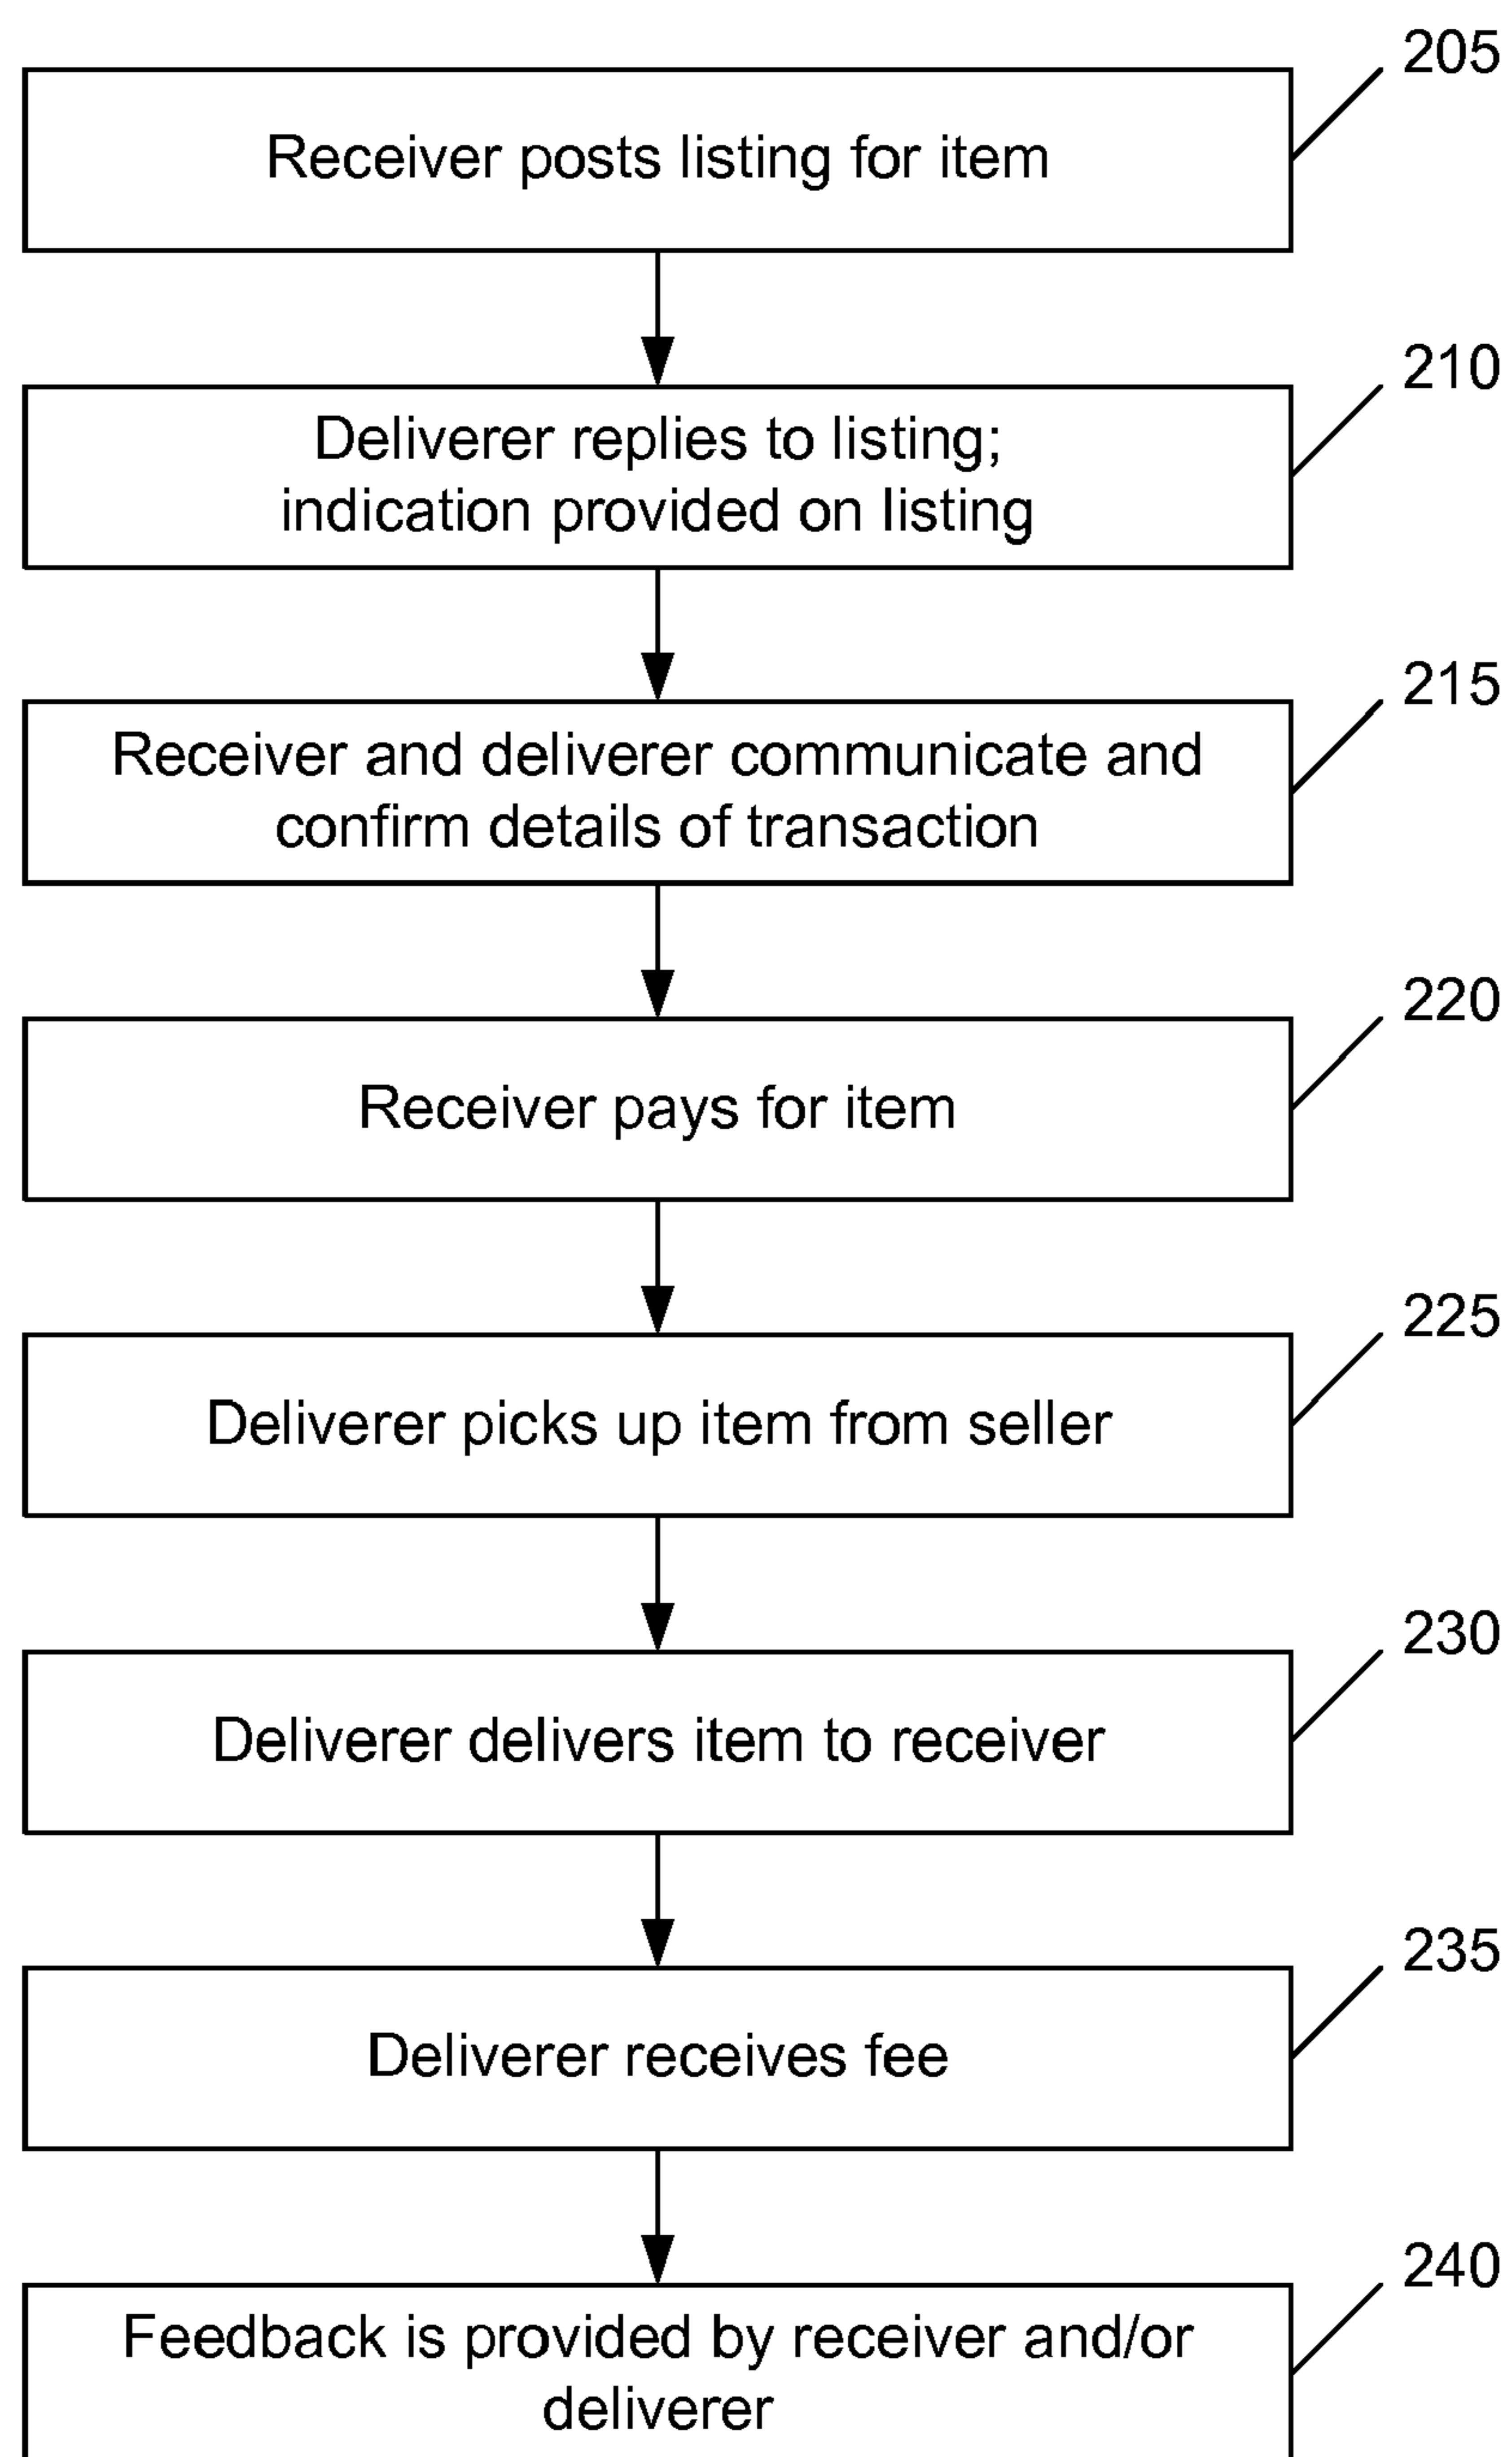 205
Receiver posts listing for item
210
Deliverer replies to listing;
indication provided on listing
215
Receiver and deliverer communicate and
confirm details of transaction
220
Receiver pays for item
225
Deliverer picks up item from seller
230
Deliverer delivers item to receiver
235
Deliverer receives fee
240
Feedback is provided by receiver and/or
deliverer